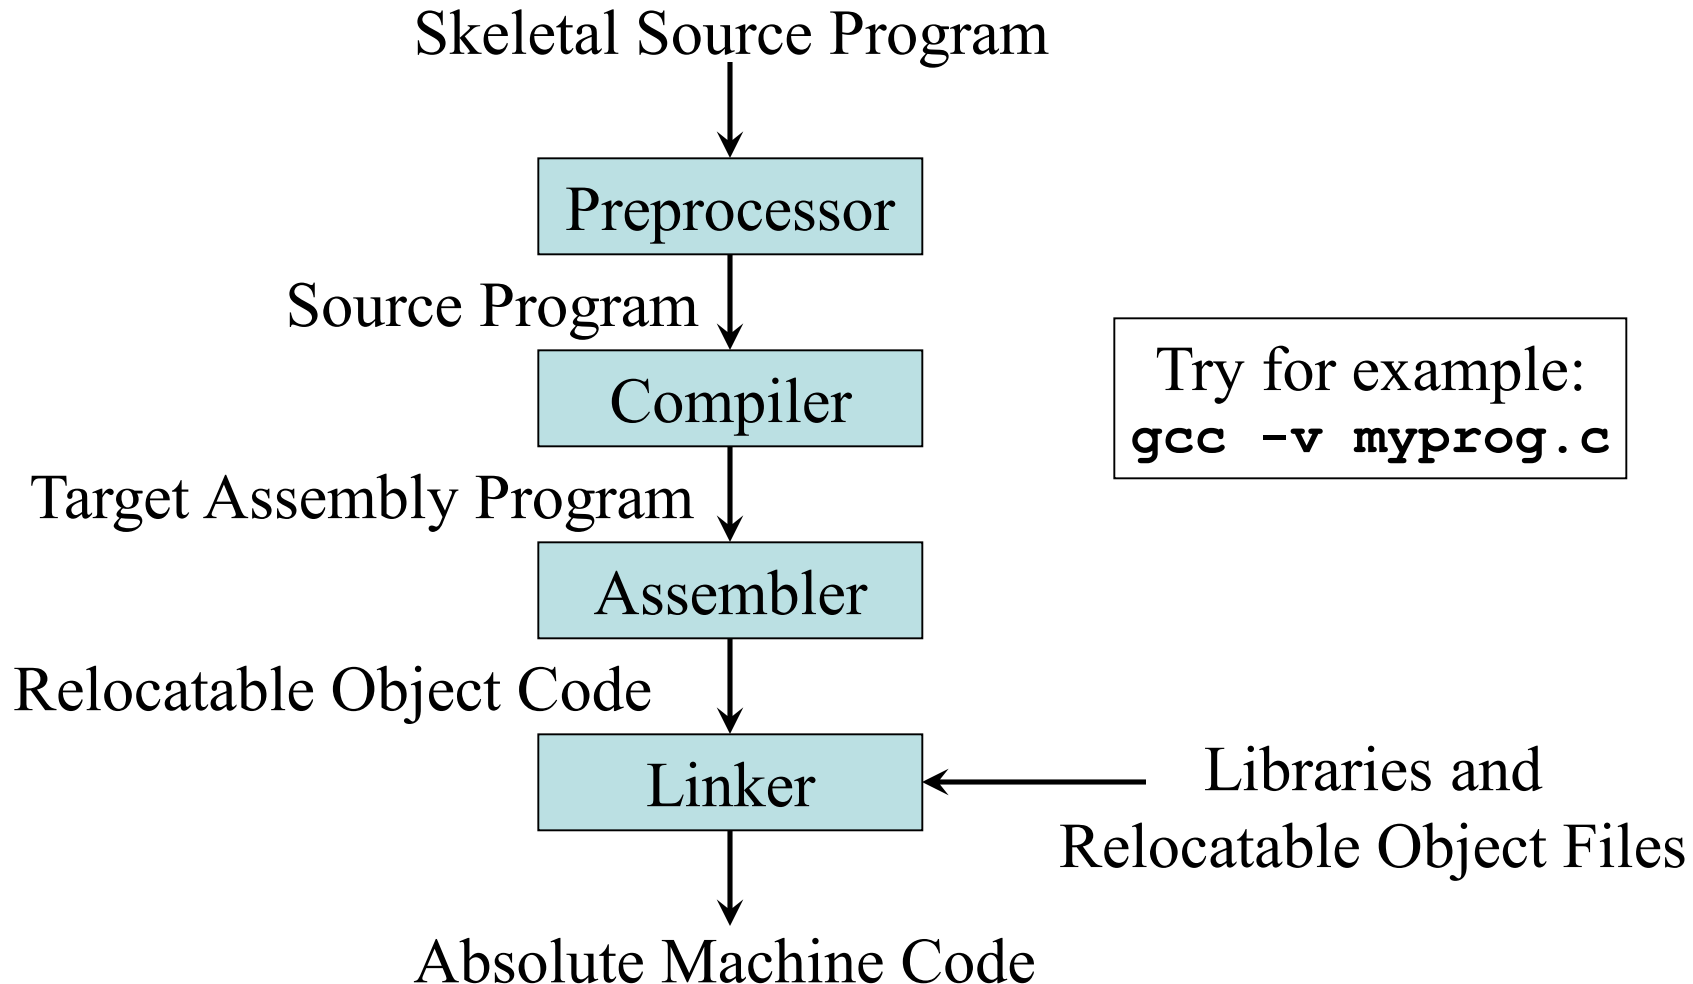 Skeletal Source Program
Preprocessor
Source Program
Compiler
Try for example:
gcc -v myprog.c
Target Assembly Program
Assembler
Relocatable Object Code
Linker
Libraries and
Relocatable Object Files
Absolute Machine Code